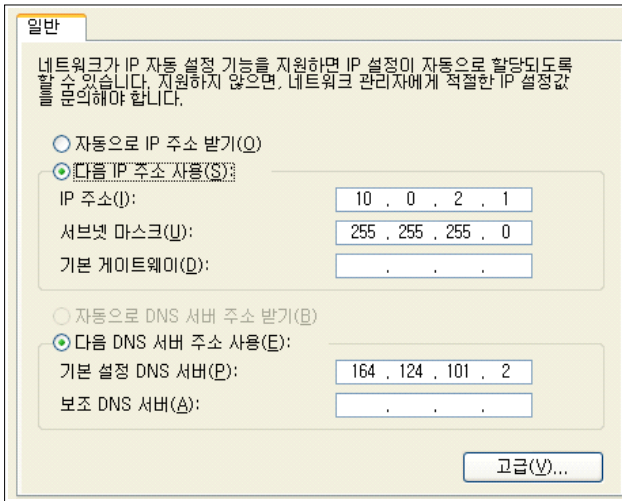 일반
네트워크가 IP 자동 설정 기능을 지원하면 IP 설정이 자동으로 할당되도록
할 수 있습니다. 지원하지 않으면, 네트워크 관리자에게 적절한 IP 설정값
을 문의해야 합니다.
자동으로 IP 주소 받기(O)
다음 IP 주소 사용(S):
IP 주소(I): 10 . 0 . 2 . 1
서브넷 마스크(U): 255 . 255 . 255 . 0
기본 게이트웨이(D): . . .
자동으로 DNS 서버 주소 받기(B)
다음 DNS 서버 주소 사용(E):
기본 설정 DNS 서버(P): 164 . 124 . 101 . 2
보조 DNS 서버(A): . . .
고급(V)...